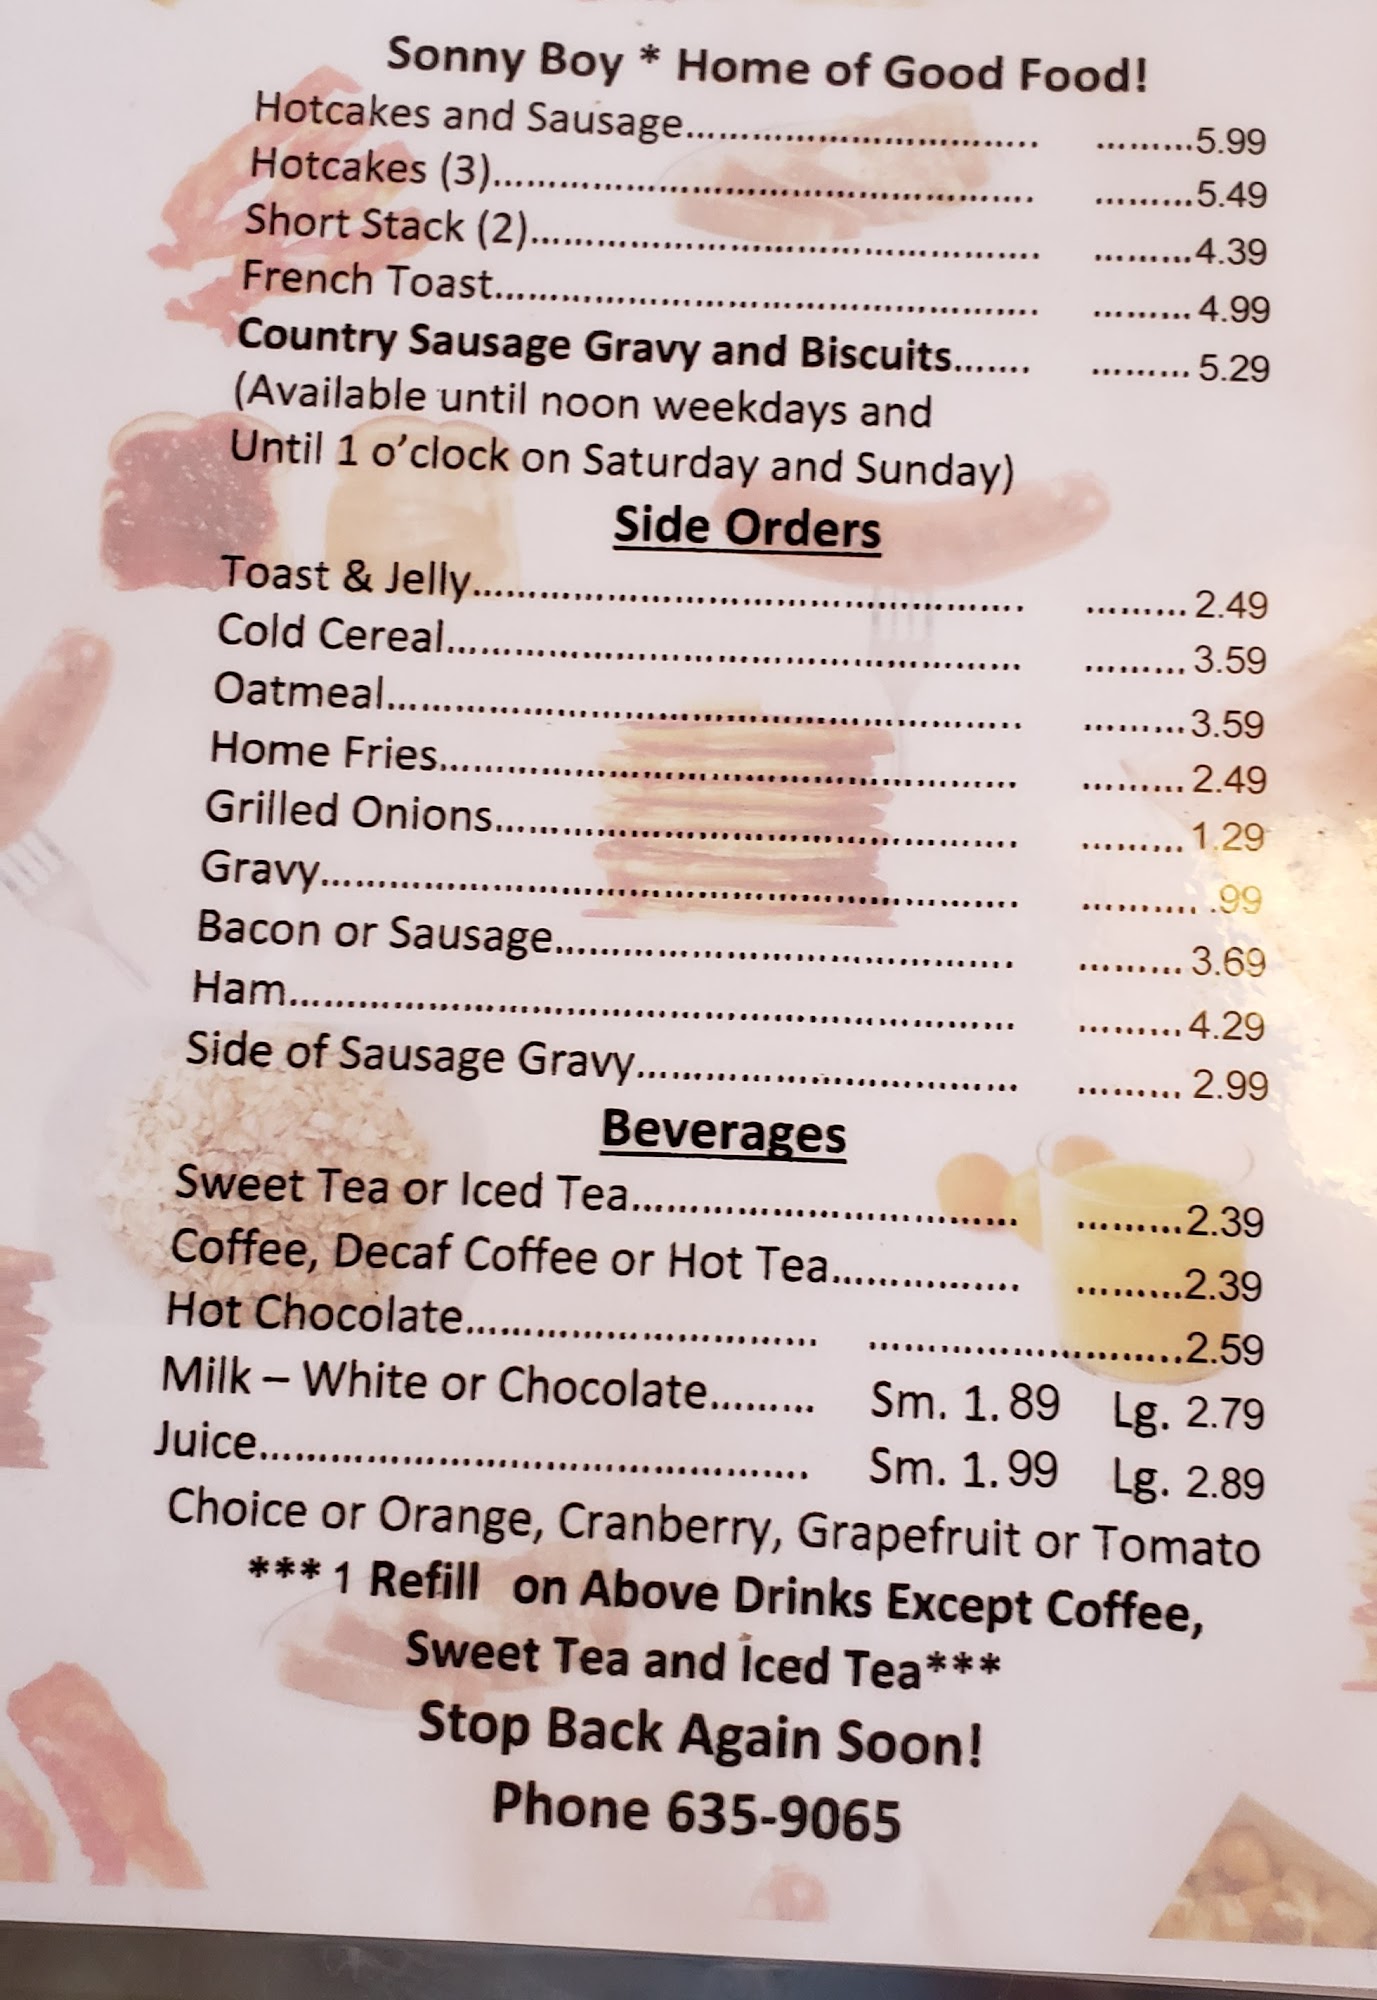 Sonny Boy * Home of Good Food!
Hotcakes and Sausage.................................... .........5.99
Hotcakes (3)...................................................... .........5.49
Short Stack (2)................................................... .........4.39
French Toast...................................................... ......... 4.99
Country Sausage Gravy and Biscuits....... ......... 5.29
(Available until noon weekdays and
Until 1 o’clock on Saturday and Sunday)
Side Orders
Toast & Jelly...................................................... ......... 2.49
Cold Cereal......................................................... ......... 3.59
Oatmeal............................................................... .........3.59
Home Fries......................................................... ......... 2.49
Grilled Onions.................................................... ......... 1.29
Gravy.................................................................... .......... .99
Bacon or Sausage.............................................. ......... 3.69
Ham....................................................................... ......... 4.29
Side of Sausage Gravy...................................... ......... 2.99
Beverages
Sweet Tea or Iced Tea...................................... .........2.39
Coffee, Decaf Coffee or Hot Tea................ .........2.39
Hot Chocolate................................... ...........................2.59
Milk – White or Chocolate......... Sm. 1. 89 Lg. 2.79
Juice..................................................... Sm. 1. 99 Lg. 2.89
Choice or Orange, Cranberry, Grapefruit or Tomato
*** 1 Refill on Above Drinks Except Coffee,
Sweet Tea and Iced Tea***
Stop Back Again Soon!
Phone 635-9065